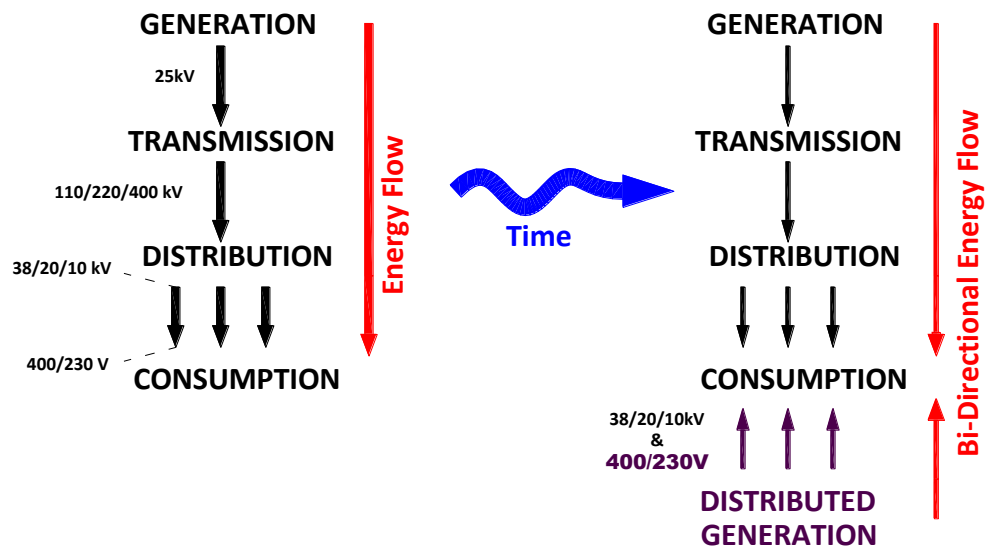 GENERATION
25kV
TRANSMISSION
110/220/400 kV
DISTRIBUTION
38/20/10 kV
400/230 V
CONSUMPTION
Energy Flow
Time
GENERATION
TRANSMISSION
DISTRIBUTION
CONSUMPTION
38/20/10kV
&
400/230V
DISTRIBUTED
GENERATION
Bi-Directional Energy Flow